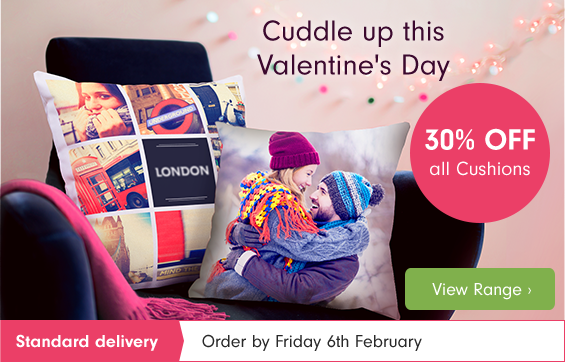 Cuddle up this
Valentine's Day
30% OFF
all Cushions
LONDON
View Range ›
Standard delivery
Order by Friday 6th February